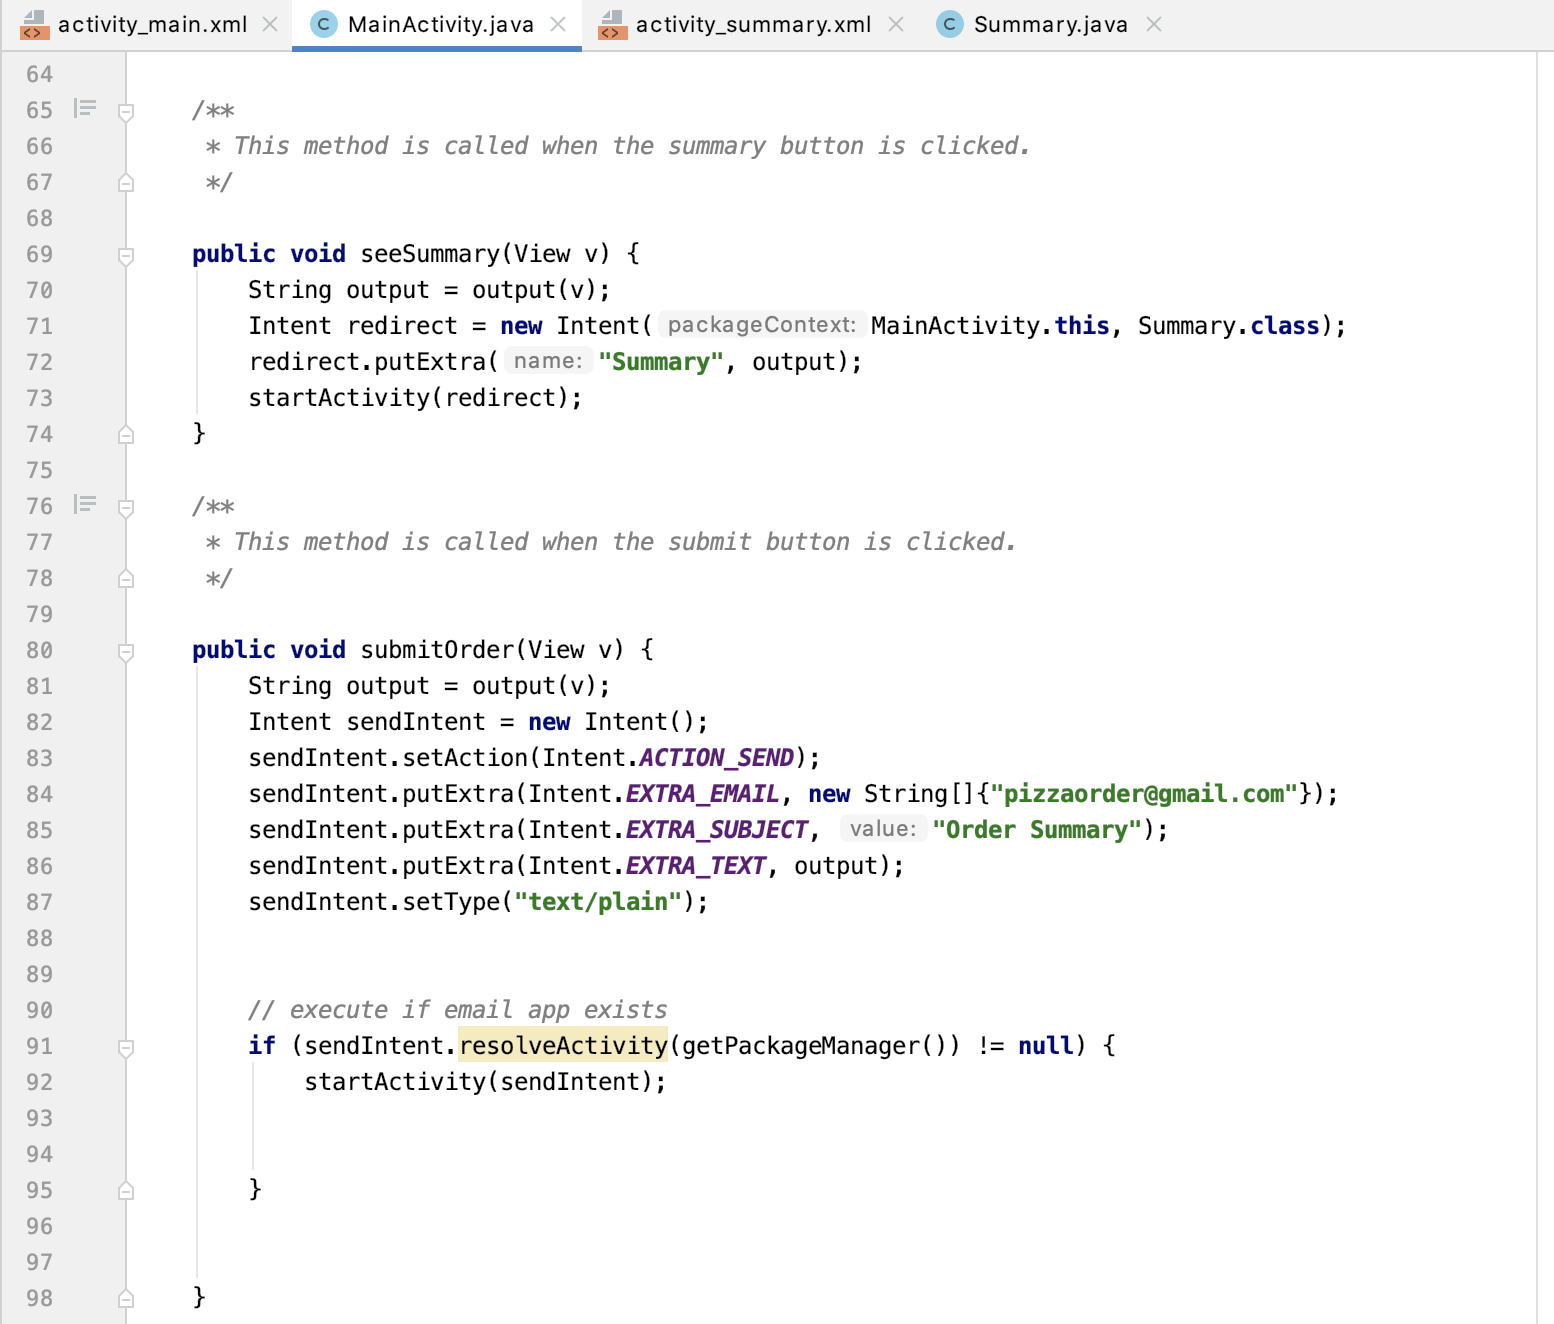 activity_main.xml MainActivity.java activity_summary.xml Summary.java
64
65 /**
66 * This method is called when the summary button is clicked.
67 */
68
69 public void seeSummary(View v) {
70 String output = output(v);
71 Intent redirect = new Intent( packageContext: MainActivity.this, Summary.class);
72 redirect.putExtra( name: "Summary", output);
73 startActivity(redirect);
74 }
75
76 /**
77 * This method is called when the submit button is clicked.
78 */
79
80 public void submitOrder(View v) {
81 String output = output(v);
82 Intent sendIntent = new Intent();
83 sendIntent.setAction(Intent.ACTION_SEND);
84 sendIntent.putExtra(Intent.EXTRA_EMAIL, new String[]{"pizzaorder@gmail.com"});
85 sendIntent.putExtra(Intent.EXTRA_SUBJECT, value: "Order Summary");
86 sendIntent.putExtra(Intent.EXTRA_TEXT, output);
87 sendIntent.setType("text/plain");
88
89
90 // execute if email app exists
91 if (sendIntent.resolveActivity(getPackageManager()) != null) {
92 startActivity(sendIntent);
93
94
95 }
96
97
98 }